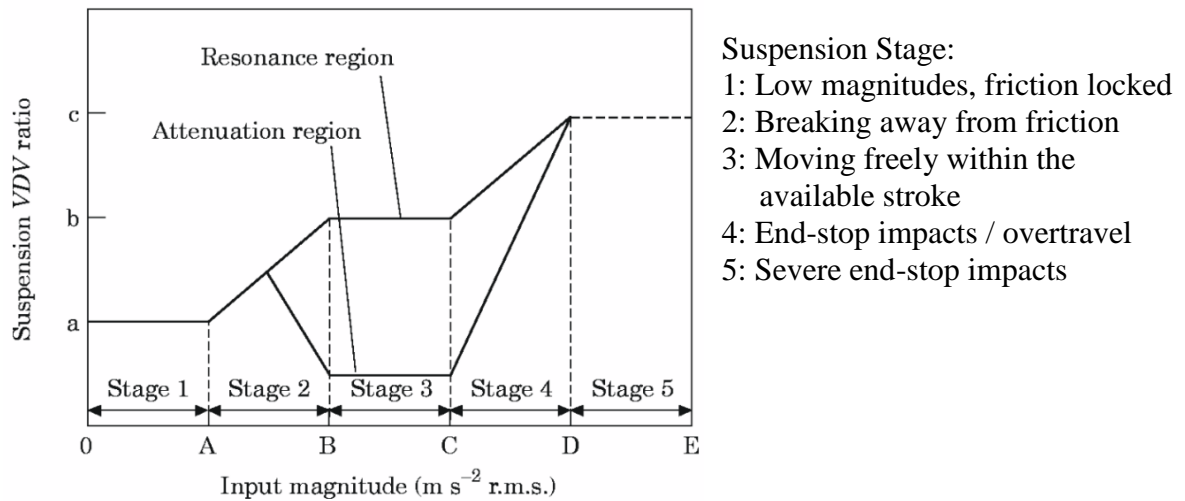 Suspension VDV ratio
c
b
a
Resonance region
Attenuation region
Stage 1
Stage 2
Stage 3
Stage 4
Stage 5
0
A
B
C
D
E
Input magnitude (m s⁻² r.m.s.)
Suspension Stage:
1: Low magnitudes, friction locked
2: Breaking away from friction
3: Moving freely within the
available stroke
4: End-stop impacts / overtravel
5: Severe end-stop impacts